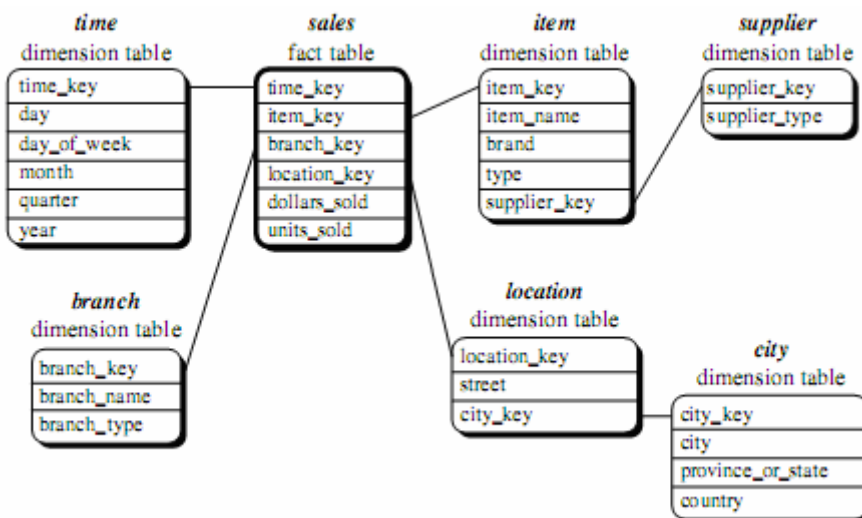 time
dimension table
time_key
day
day_of_week
month
quarter
year
sales
fact table
time_key
item_key
branch_key
location_key
dollars_sold
units_sold
item
dimension table
item_key
item_name
brand
type
supplier_key
supplier
dimension table
supplier_key
supplier_type
branch
dimension table
branch_key
branch_name
branch_type
location
dimension table
location_key
street
city_key
city
dimension table
city_key
city
province_or_state
country